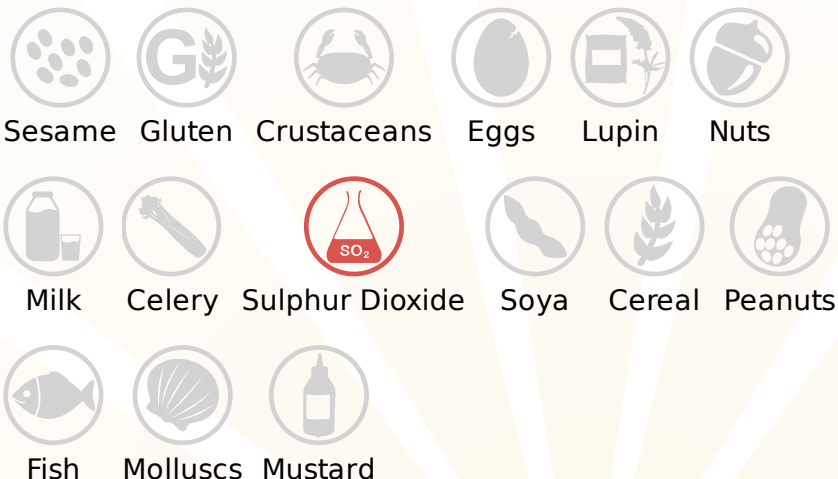 G
Sesame Gluten Crustaceans Eggs Lupin Nuts
SO₂
Milk Celery Sulphur Dioxide Soya Cereal Peanuts
Fish Molluscs Mustard